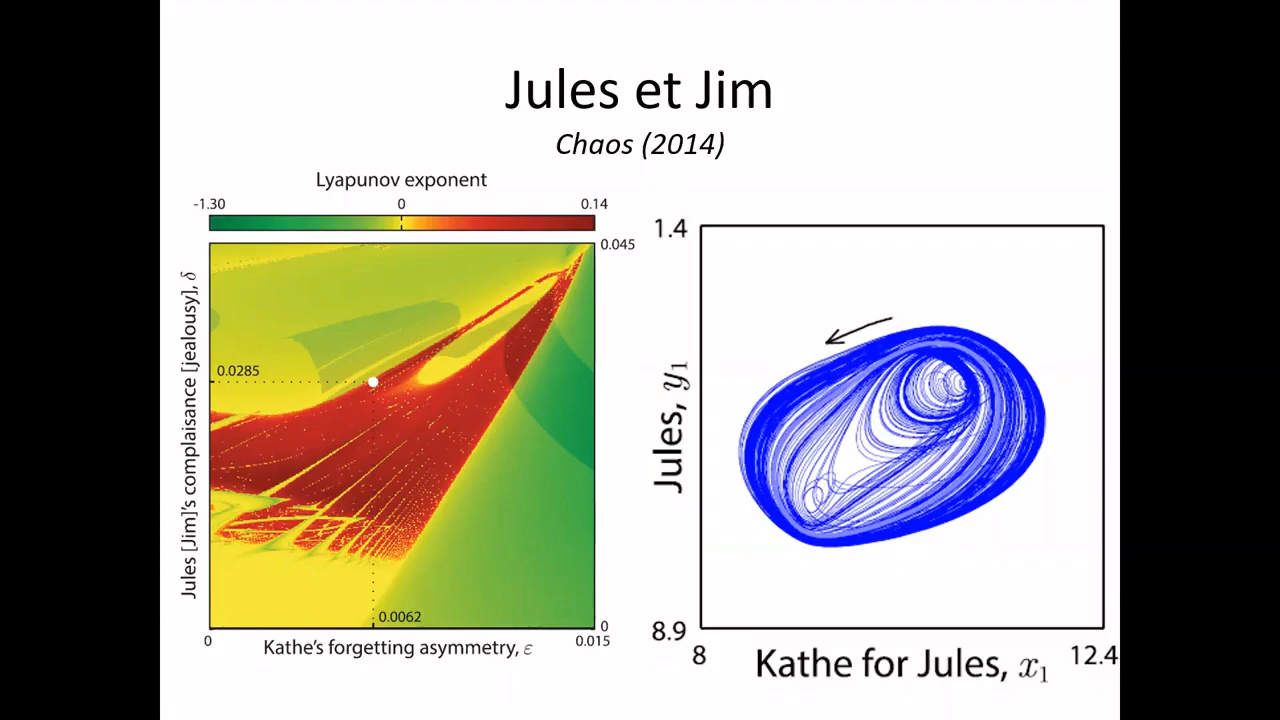 Jules et Jim
Chaos (2014)
Lyapunov exponent
-1.30 0 0.14
0.045
Jules [Jim]'s complaisance [jealousy], δ
0.0285
0.0062
0
0 0.015
Kathe's forgetting asymmetry, ε
1.4
Jules, y₁
8.9
8 12.4
Kathe for Jules, x₁